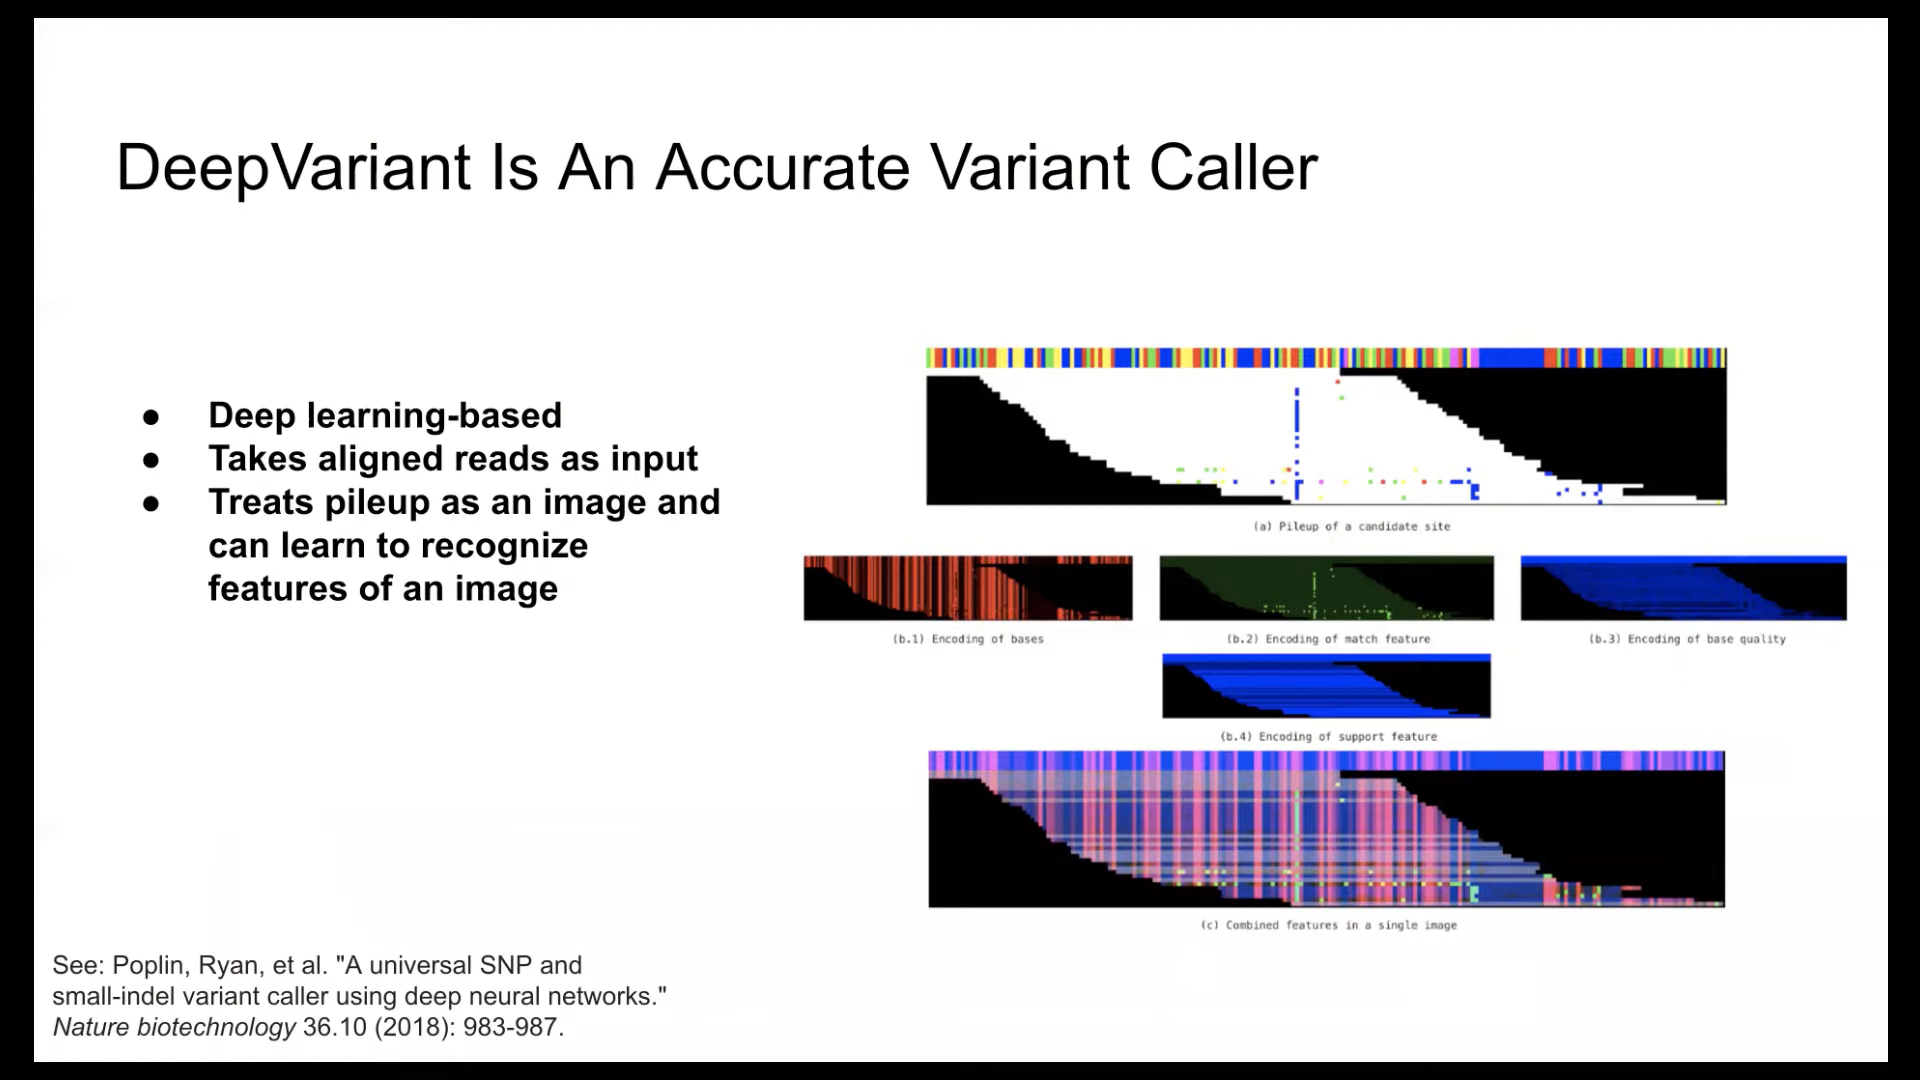 DeepVariant Is An Accurate Variant Caller
● Deep learning-based
● Takes aligned reads as input
● Treats pileup as an image and
can learn to recognize
features of an image
(a) Pileup of a candidate site
(b.1) Encoding of bases
(b.2) Encoding of match feature
(b.3) Encoding of base quality
(b.4) Encoding of support feature
(c) Combined features in a single image
See: Poplin, Ryan, et al. "A universal SNP and
small-indel variant caller using deep neural networks."
Nature biotechnology 36.10 (2018): 983-987.